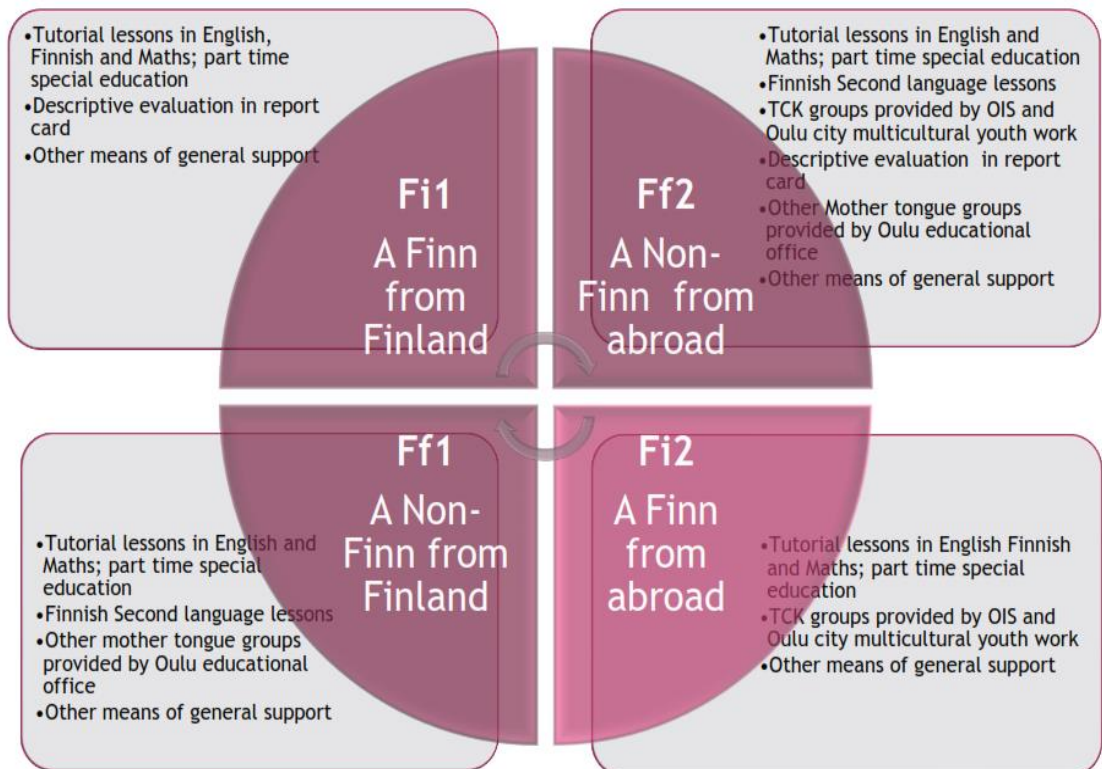 •Tutorial lessons in English,
Finnish and Maths; part time
special education
•Descriptive evaluation in report
card
•Other means of general support
Fi1
A Finn
from
Finland
•Tutorial lessons in English and
Maths; part time special education
•Finnish Second language lessons
•TCK groups provided by OIS and
Oulu city multicultural youth work
•Descriptive evaluation in report
card
•Other Mother tongue groups
provided by Oulu educational
office
•Other means of general support
Ff2
A Non-
Finn from
abroad
Ff1
A Non-
Finn from
Finland
•Tutorial lessons in English and
Maths; part time special
education
•Finnish Second language lessons
•Other mother tongue groups
provided by Oulu educational
office
•Other means of general support
Fi2
A Finn
from
abroad
•Tutorial lessons in English Finnish
and Maths; part time special
education
•TCK groups provided by OIS and
Oulu city multicultural youth work
•Other means of general support